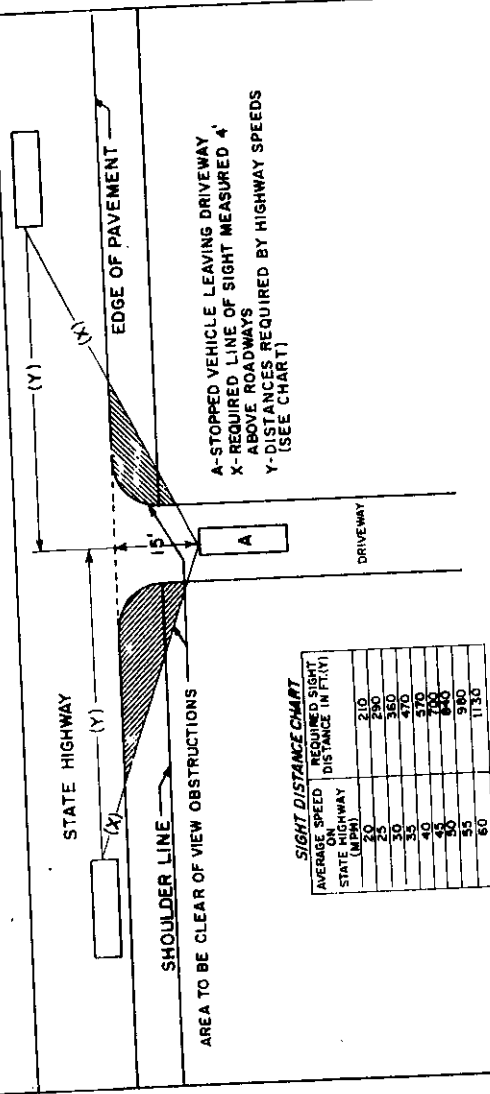 STATE HIGHWAY
(Y)
(Y)
(X)
(X)
EDGE OF PAVEMENT
SHOULDER LINE
15'
AREA TO BE CLEAR OF VIEW OBSTRUCTIONS
A
DRIVEWAY
A-STOPPED VEHICLE LEAVING DRIVEWAY
X-REQUIRED LINE OF SIGHT MEASURED 4'
ABOVE ROADWAYS
Y-DISTANCES REQUIRED BY HIGHWAY SPEEDS
(SEE CHART)
SIGHT DISTANCE CHART
AVERAGE SPEED
ON
STATE HIGHWAY
(MPH)
REQUIRED SIGHT
DISTANCE IN FT.(Y)
20 210
25 290
30 360
35 470
40 570
45 700
50 840
55 980
60 1130